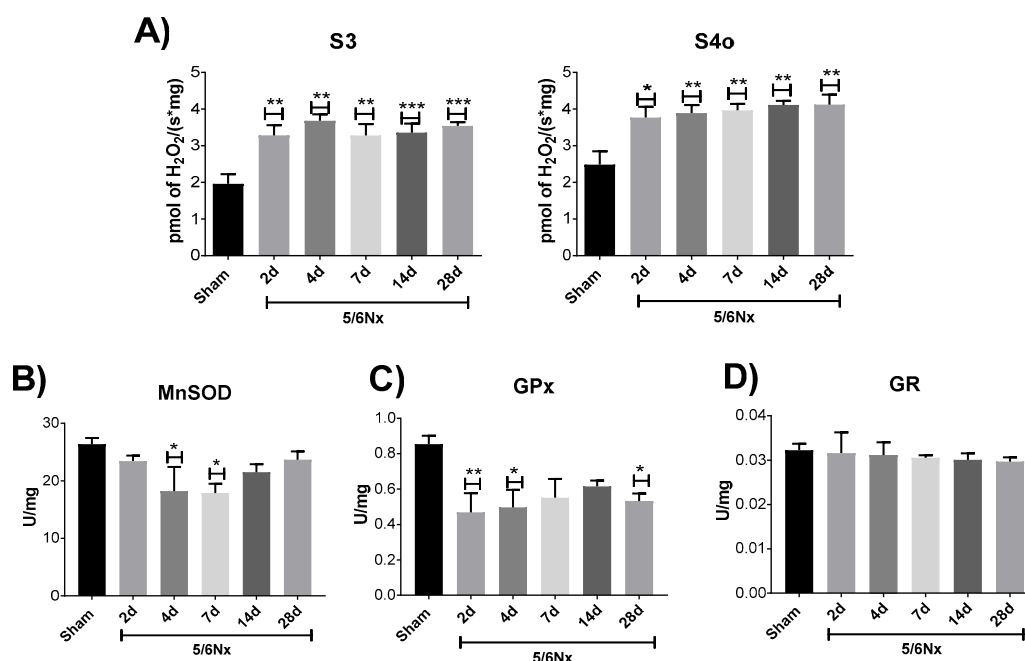 A)
S3
pmol of H₂O₂/(s*mg)
5
4
3
2
1
0
** ** ** *** ***
Sham 2d 4d 7d 14d 28d
5/6Nx
S4o
pmol of H₂O₂/(s*mg)
5
4
3
2
1
0
* ** ** ** **
Sham 2d 4d 7d 14d 28d
5/6Nx
B)
MnSOD
U/mg
30
20
10
0
* *
Sham 2d 4d 7d 14d 28d
5/6Nx
C)
GPx
U/mg
1.0
0.8
0.6
0.4
0.2
0.0
** * *
Sham 2d 4d 7d 14d 28d
5/6Nx
D)
GR
U/mg
0.04
0.03
0.02
0.01
0.00
Sham 2d 4d 7d 14d 28d
5/6Nx